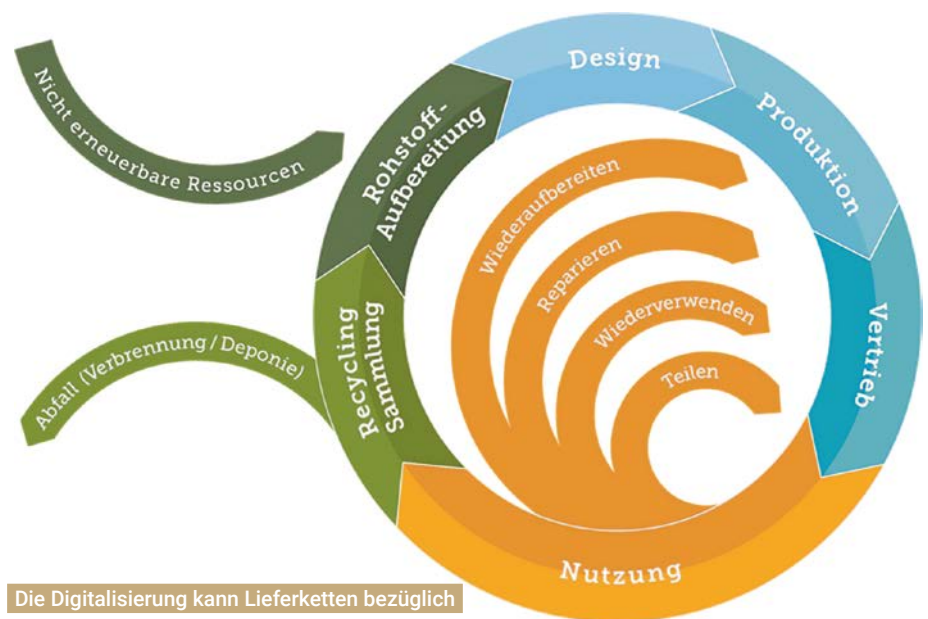 Nicht erneuerbare Ressourcen
Rohstoff-
Aufbereitung
Design
Produktion
Vertrieb
Nutzung
Recycling
Sammlung
Abfall (Verbrennung / Deponie)
Wiederaufbereiten
Reparieren
Wiederverwenden
Teilen
Die Digitalisierung kann Lieferketten bezüglich